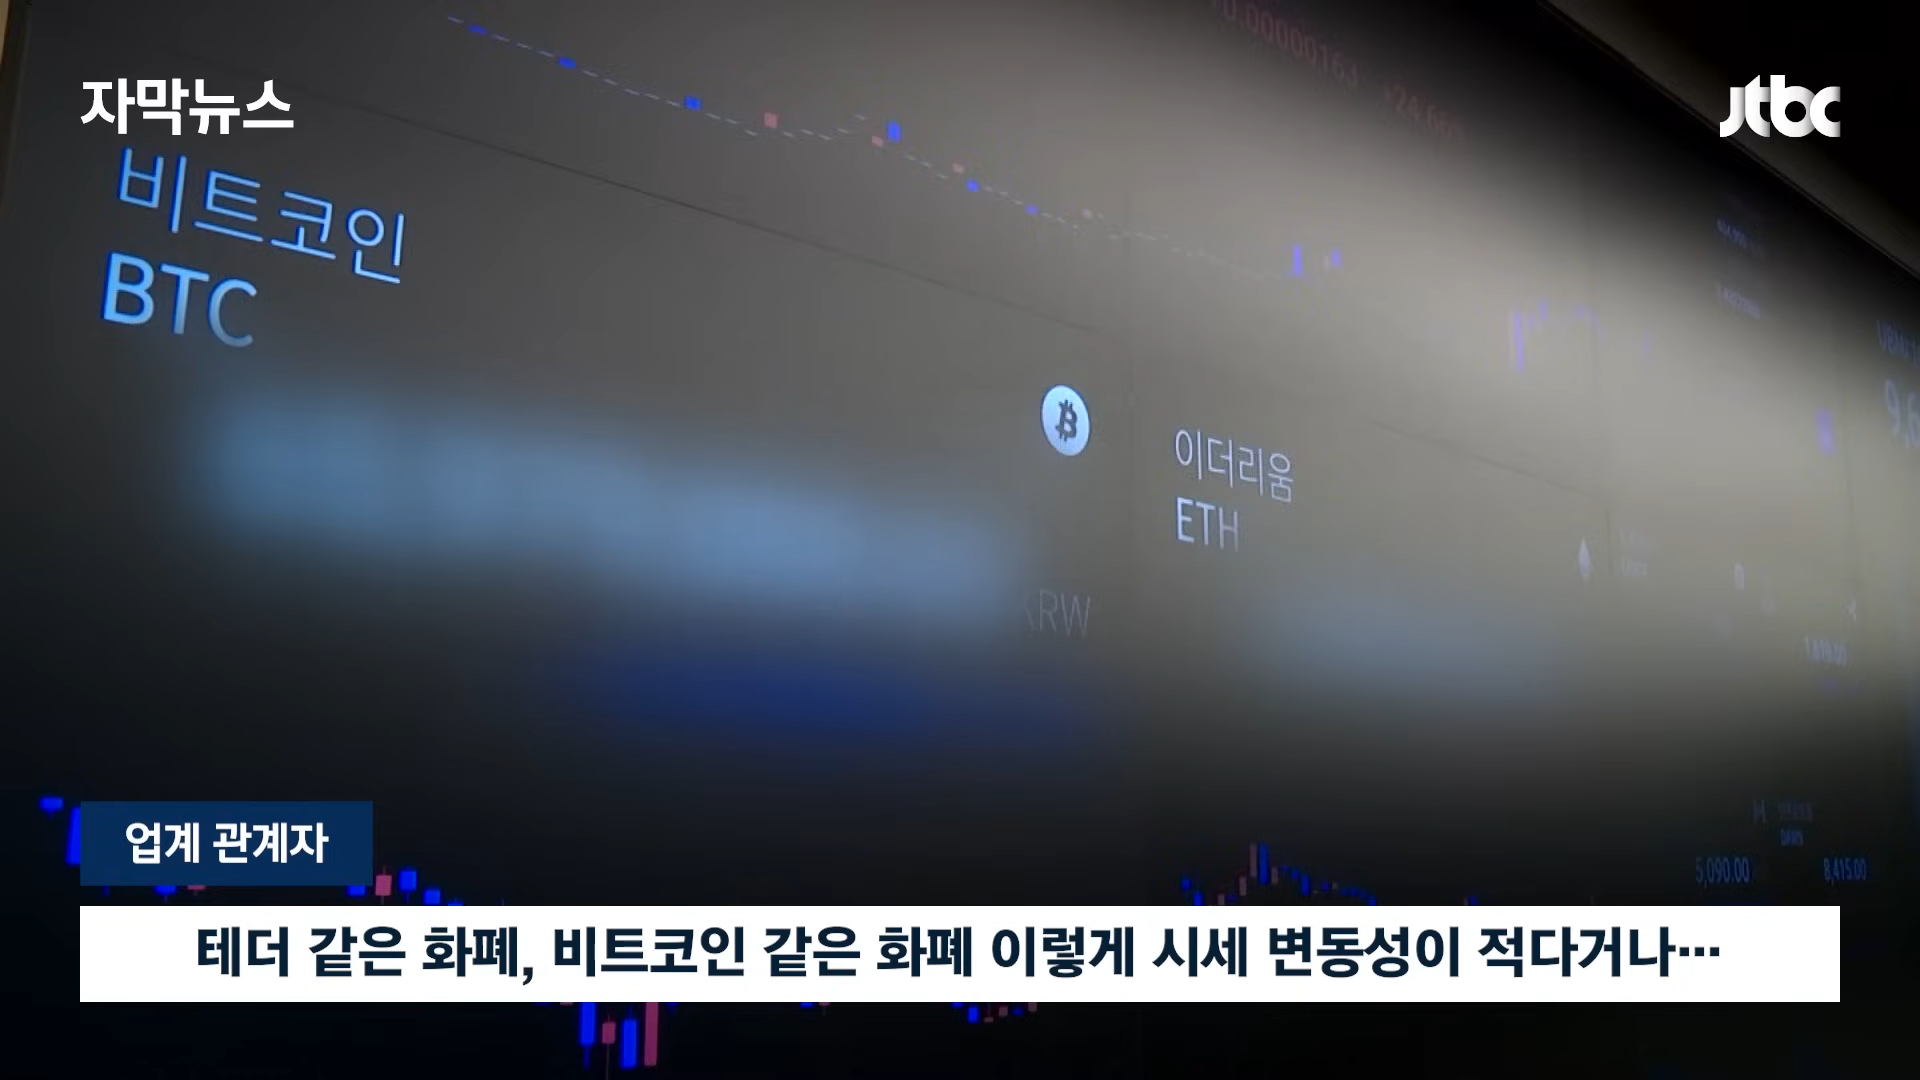 자막뉴스
jtbc
비트코인
BTC
KRW
이더리움
ETH
5,090.00
8,415.00
업계 관계자
테더 같은 화폐, 비트코인 같은 화폐 이렇게 시세 변동성이 적다거나…